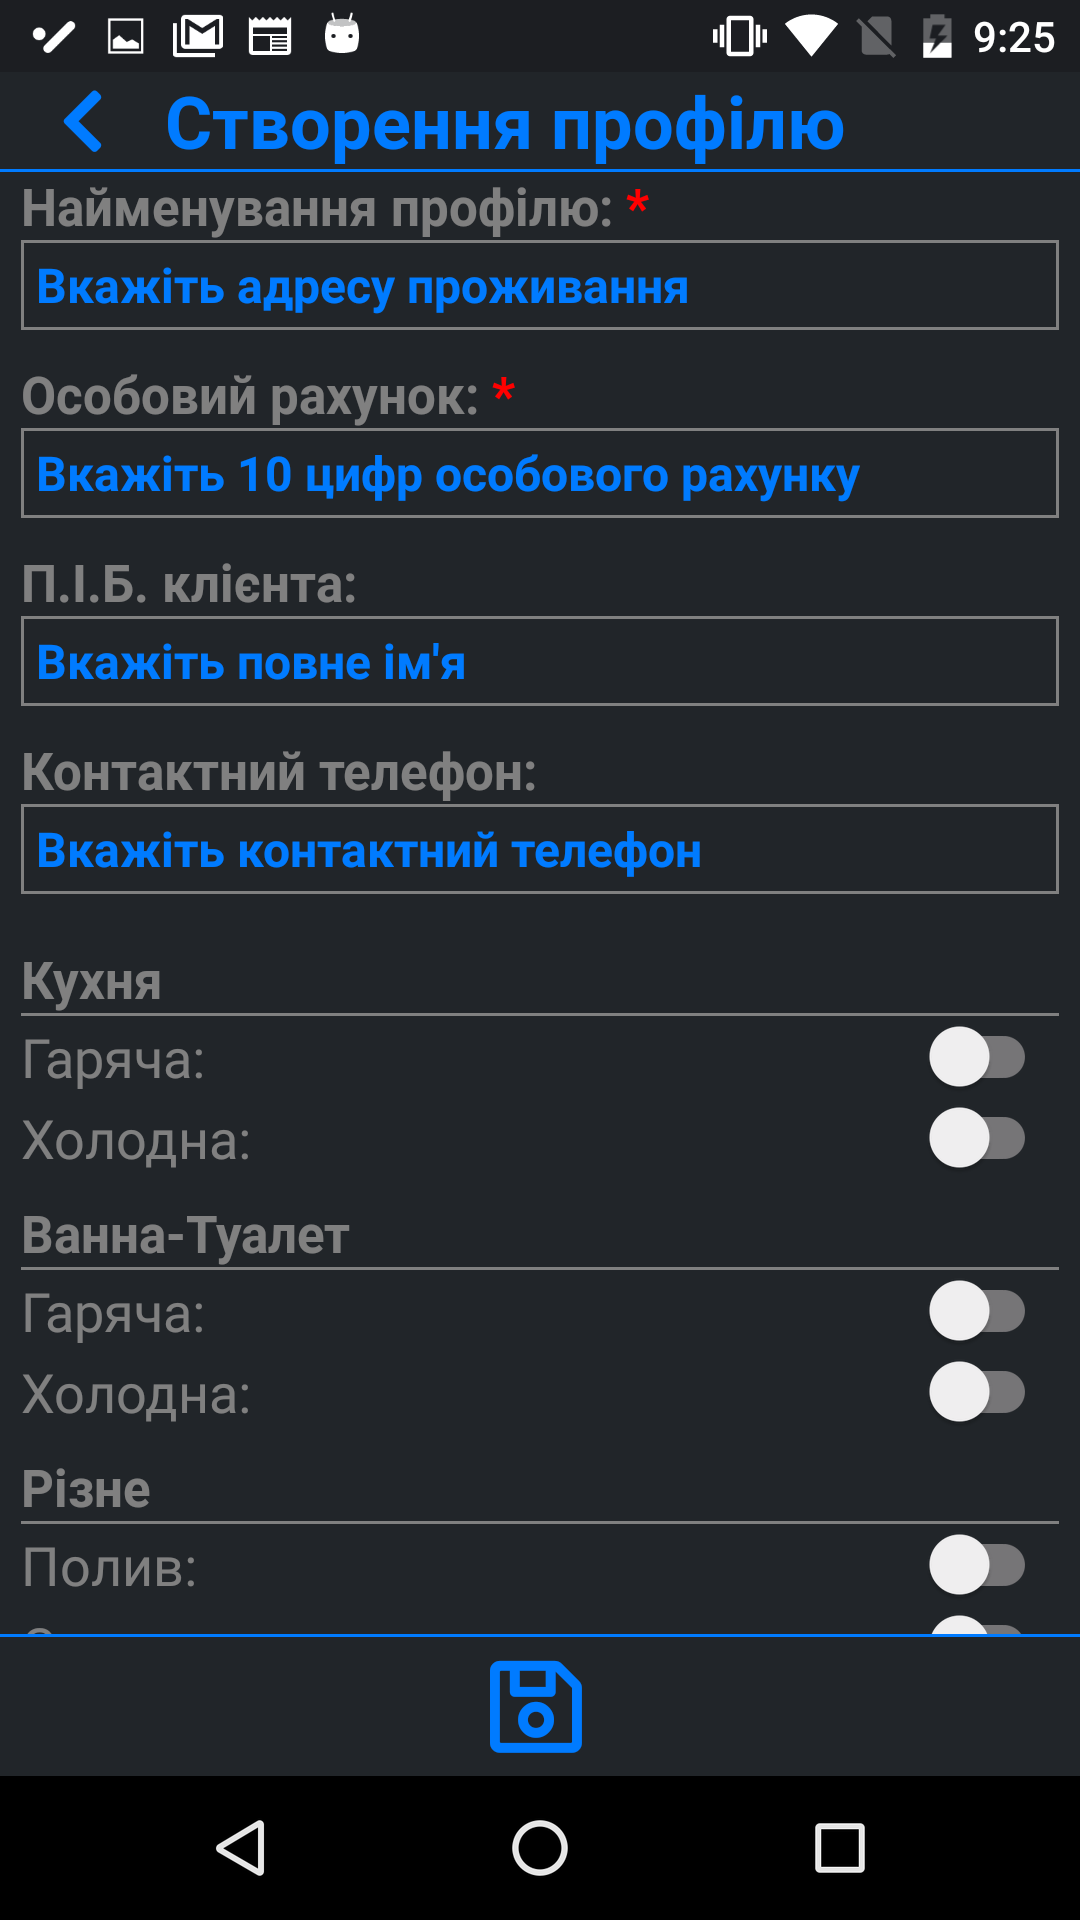 9:25
Створення профілю
Найменування профілю: *
Вкажіть адресу проживання
Особовий рахунок: *
Вкажіть 10 цифр особового рахунку
П.І.Б. клієнта:
Вкажіть повне ім'я
Контактний телефон:
Вкажіть контактний телефон
Кухня
Гаряча:
Холодна:
Ванна-Туалет
Гаряча:
Холодна:
Різне
Полив: